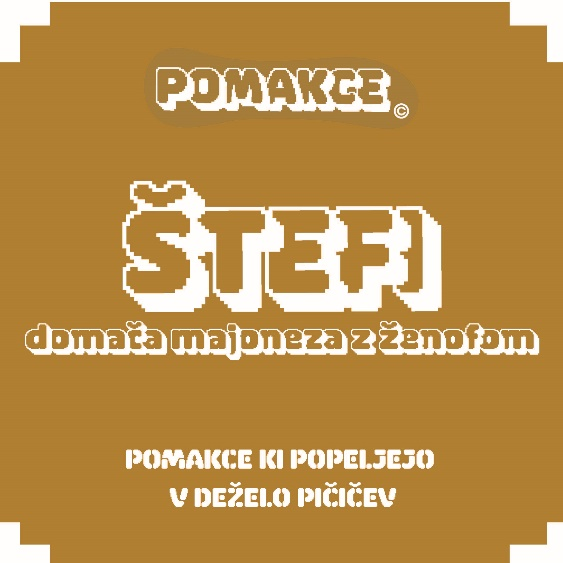 POMAKCE ©
ŠTEFI
domača majoneza z ženofom
POMAKCE KI POPELJEJO
V DEŽELO PIČIČEV